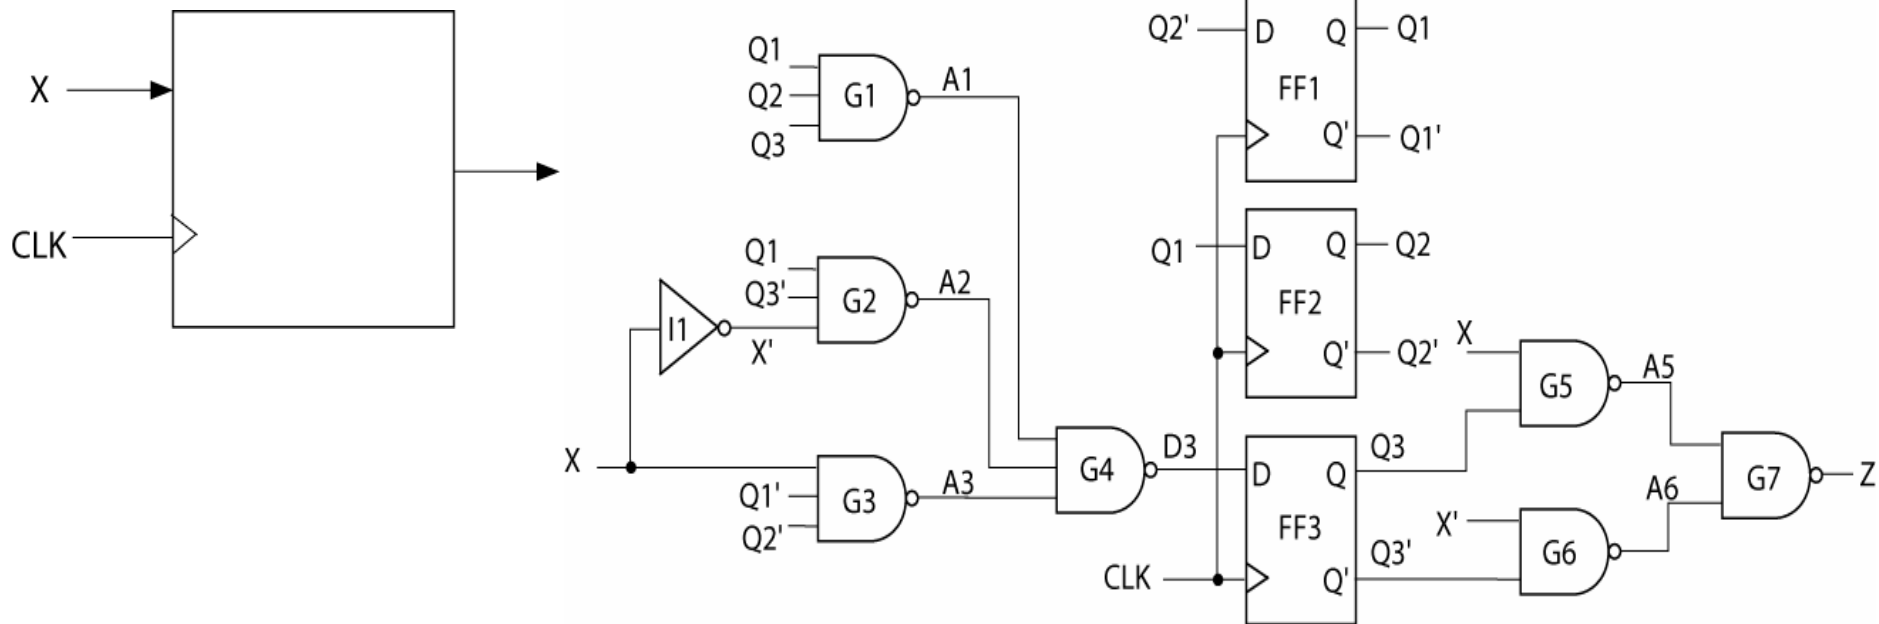 X
CLK
Q1
Q2
Q3
G1
A1
Q1
Q3'
X'
I1
G2
A2
X
Q1'
Q2'
G3
A3
G4
D3
Q2'
D
Q
Q1
FF1
Q'
Q1'
Q1
D
Q
Q2
FF2
Q'
Q2'
D
Q
Q3
FF3
CLK
Q'
Q3'
X
G5
A5
X'
G6
A6
G7
Z